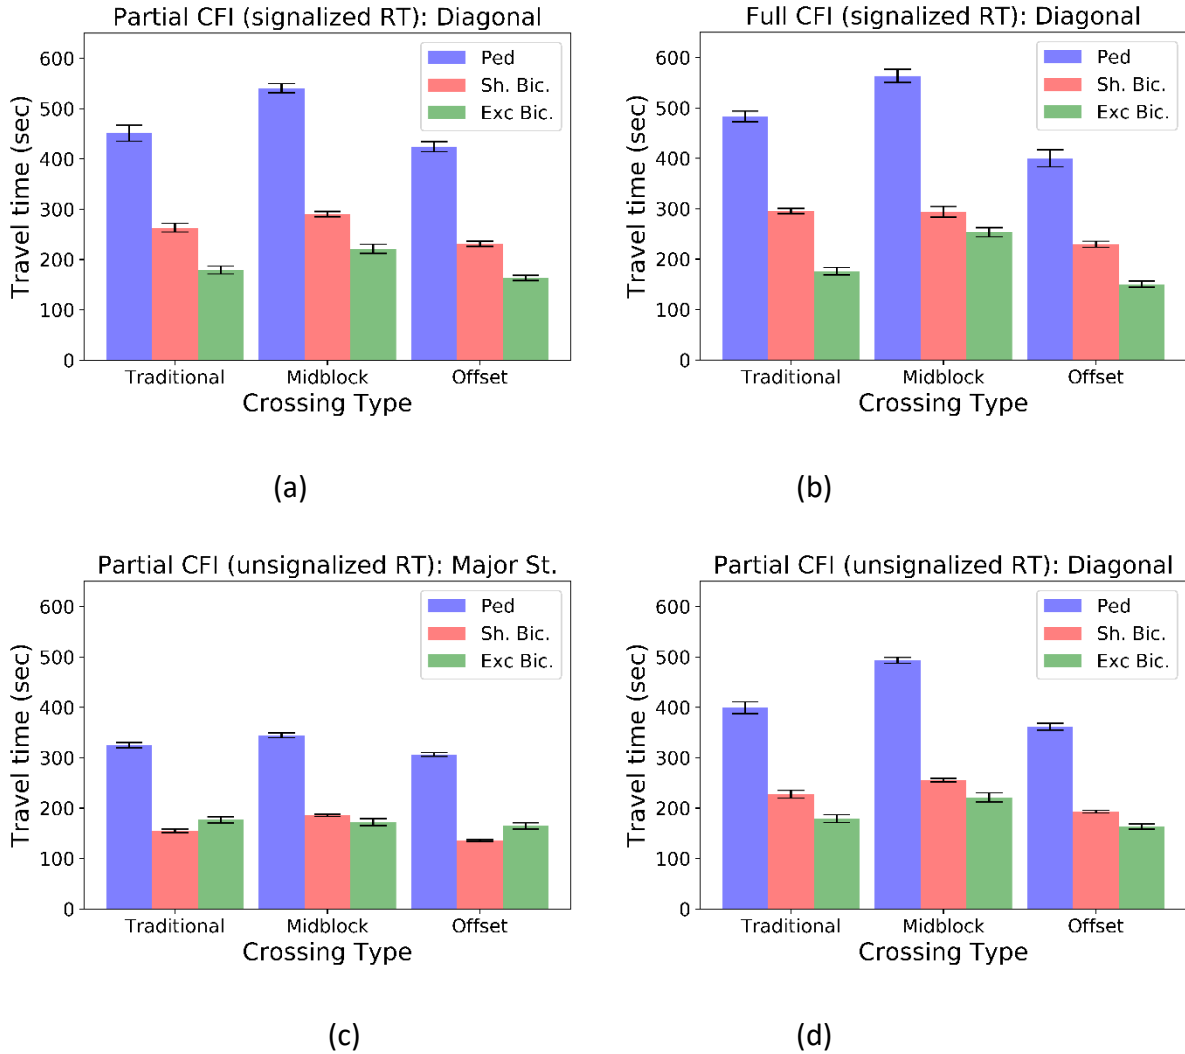 Partial CFI (signalized RT): Diagonal
Travel time (sec)
600
500
400
300
200
100
0
Ped
Sh. Bic.
Exc Bic.
Traditional Midblock Offset
Crossing Type
(a)
Full CFI (signalized RT): Diagonal
Travel time (sec)
600
500
400
300
200
100
0
Ped
Sh. Bic.
Exc Bic.
Traditional Midblock Offset
Crossing Type
(b)
Partial CFI (unsignalized RT): Major St.
Travel time (sec)
600
500
400
300
200
100
0
Ped
Sh. Bic.
Exc Bic.
Traditional Midblock Offset
Crossing Type
(c)
Partial CFI (unsignalized RT): Diagonal
Travel time (sec)
600
500
400
300
200
100
0
Ped
Sh. Bic.
Exc Bic.
Traditional Midblock Offset
Crossing Type
(d)